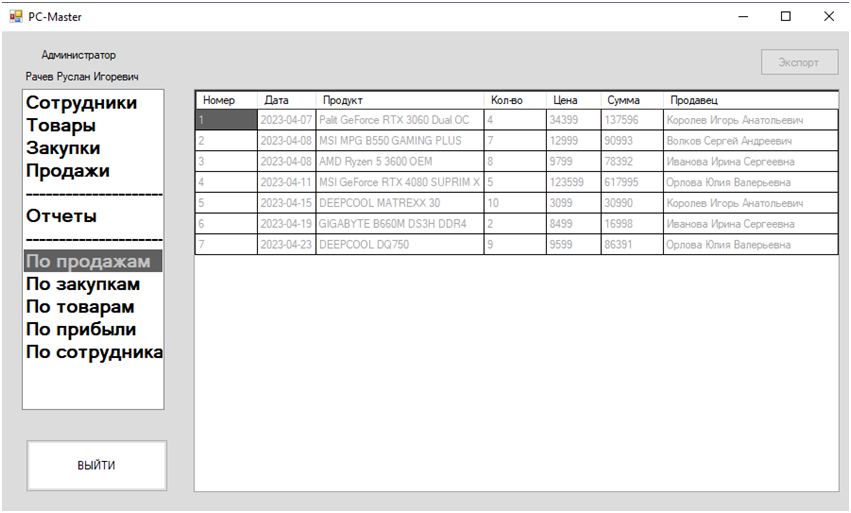 PC-Master
Администратор
Рачев Руслан Игоревич
Экспорт
Сотрудники
Товары
Закупки
Продажи
----------------------
Отчеты
----------------------
По продажам
По закупкам
По товарам
По прибыли
По сотрудника
ВЫЙТИ
Номер Дата Продукт Кол-во Цена Сумма Продавец
1 2023-04-07 Palit GeForce RTX 3060 Dual OC 4 34399 137596 Королев Игорь Анатольевич
2 2023-04-08 MSI MPG B550 GAMING PLUS 7 12999 90993 Волков Сергей Андреевич
3 2023-04-08 AMD Ryzen 5 3600 OEM 8 9799 78392 Иванова Ирина Сергеевна
4 2023-04-11 MSI GeForce RTX 4080 SUPRIM X 5 123599 617995 Орлова Юлия Валерьевна
5 2023-04-15 DEEPCOOL MATREXX 30 10 3099 30990 Королев Игорь Анатольевич
6 2023-04-19 GIGABYTE B660M DS3H DDR4 2 8499 16998 Иванова Ирина Сергеевна
7 2023-04-23 DEEPCOOL DQ750 9 9599 86391 Орлова Юлия Валерьевна